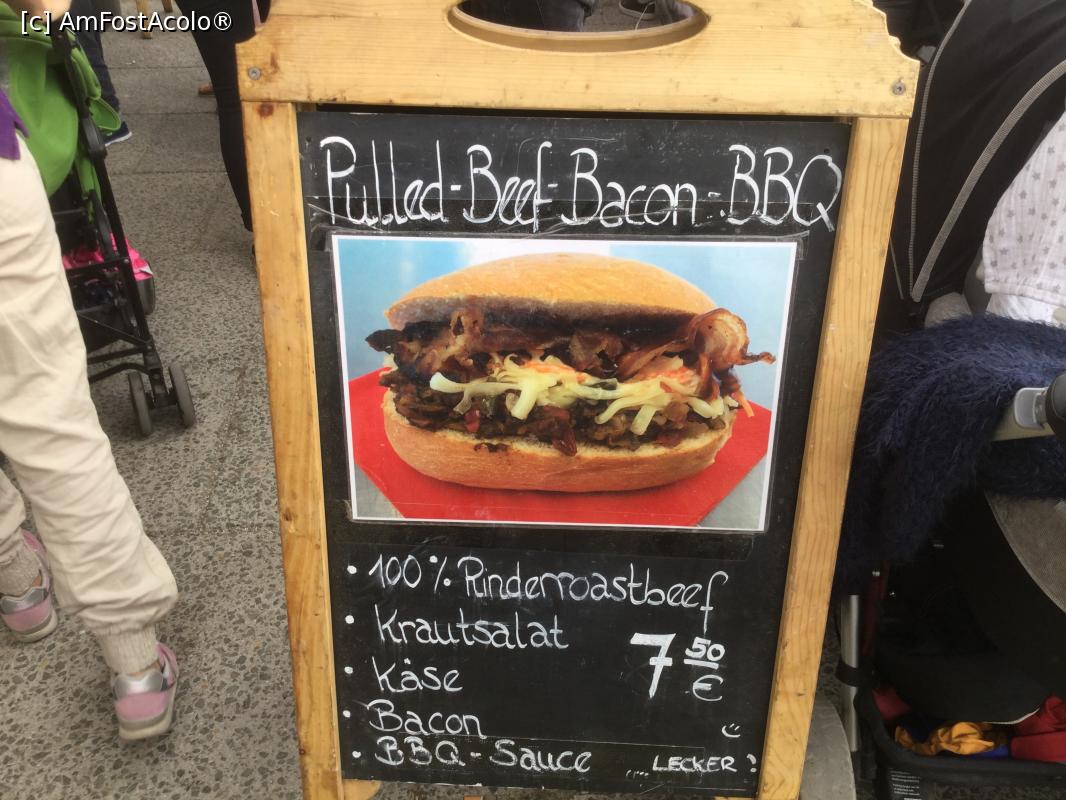 [c] AmFostAcolo®
Pulled-Beef-Bacon-BBQ
• 100% Rinderroastbeef
• Krautsalat
7 50 €
• Käse
• Bacon
• BBQ-Sauce .... LECKER!